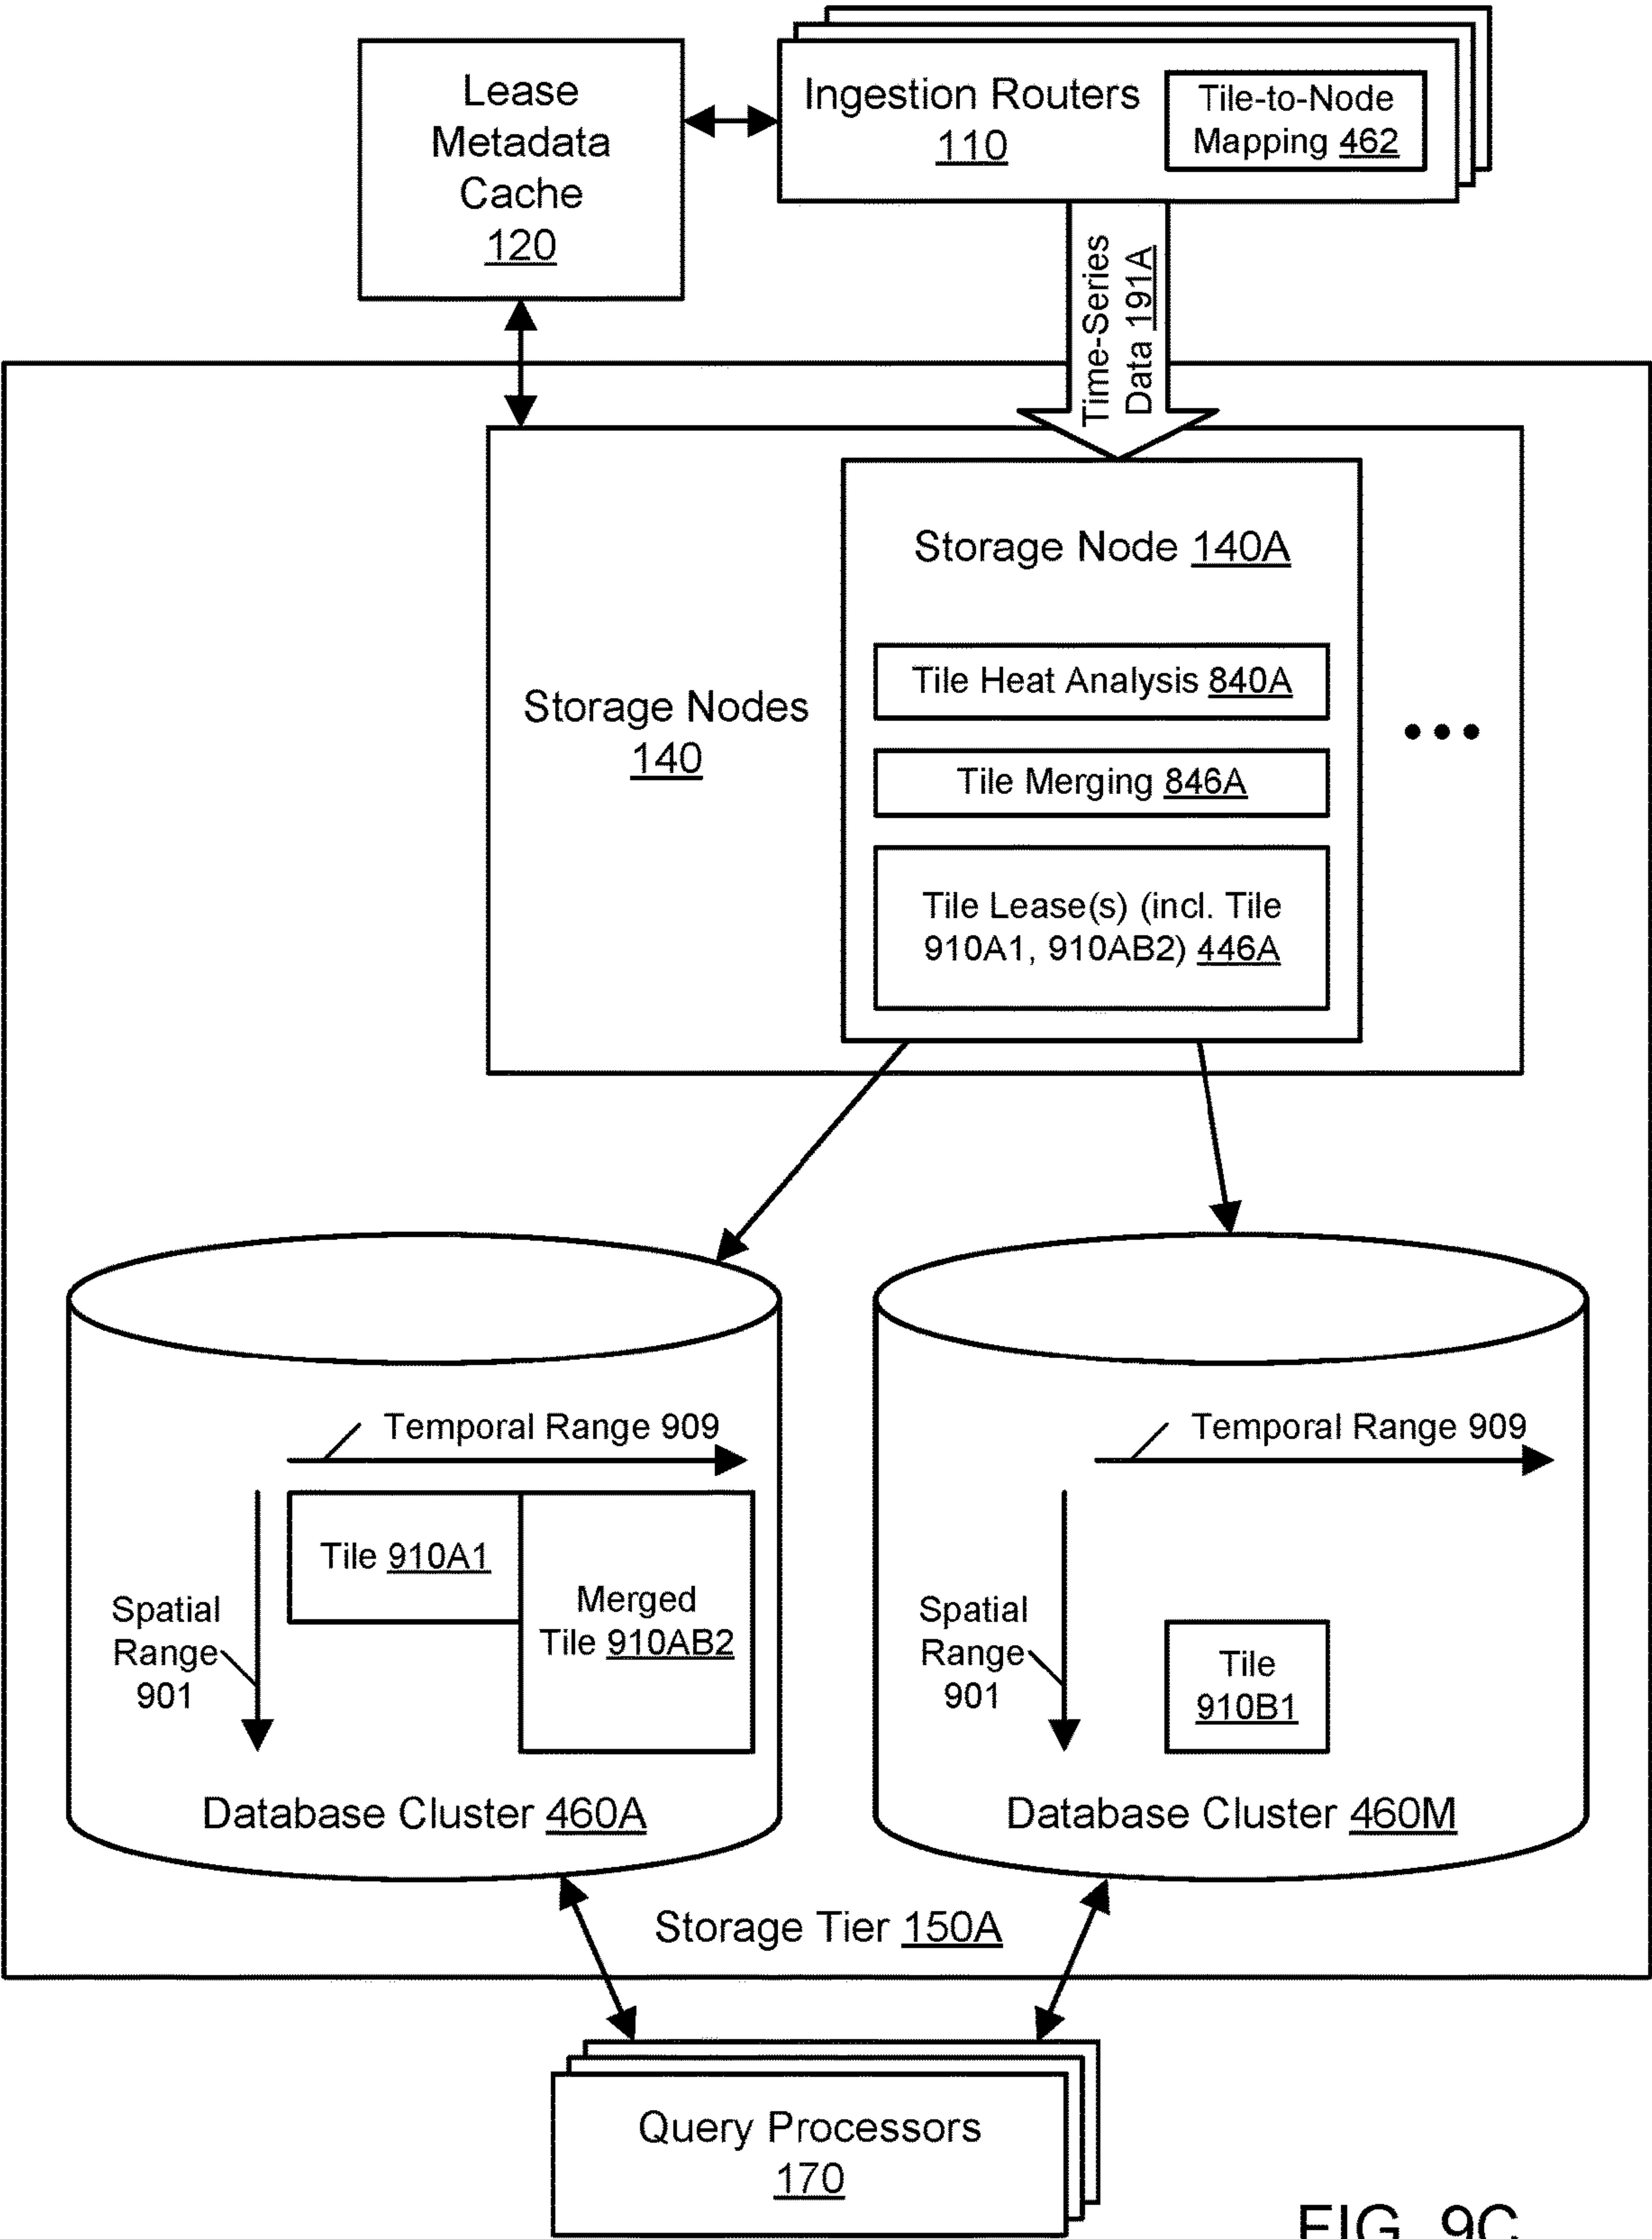 Lease
Metadata
Cache
120
Ingestion Routers
110
Tile-to-Node
Mapping 462
Time-Series
Data 191A
Storage Nodes
140
Storage Node 140A
Tile Heat Analysis 840A
Tile Merging 846A
Tile Lease(s) (incl. Tile
910A1, 910AB2) 446A
Temporal Range 909
Spatial
Range
901
Tile 910A1
Merged
Tile 910AB2
Database Cluster 460A
Temporal Range 909
Spatial
Range
901
Tile
910B1
Database Cluster 460M
Storage Tier 150A
Query Processors
170
FIG. 9C